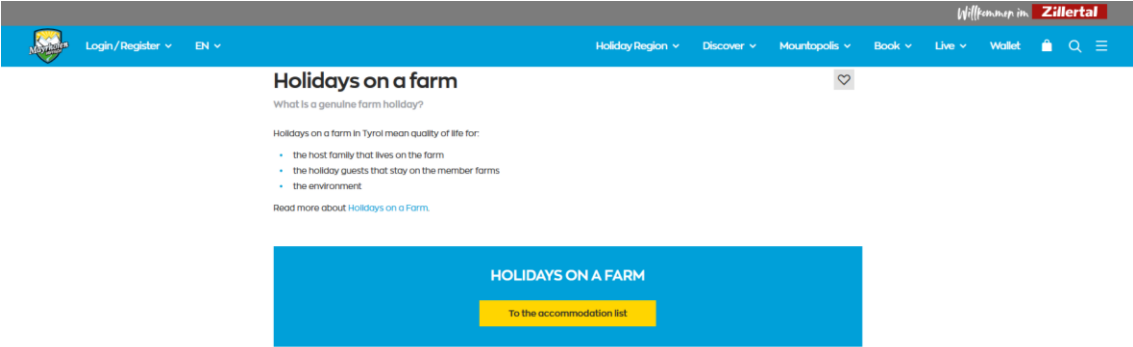 Willkommen im Zillertal
Mayrhofen
Login/Register
EN
Holiday Region
Discover
Mountopolis
Book
Live
Wallet
Holidays on a farm
What is a genuine farm holiday?
Holidays on a farm in Tyrol mean quality of life for:
the host family that lives on the farm
the holiday guests that stay on the member farms
the environment
Read more about Holidays on a Farm.
HOLIDAYS ON A FARM
To the accommodation list